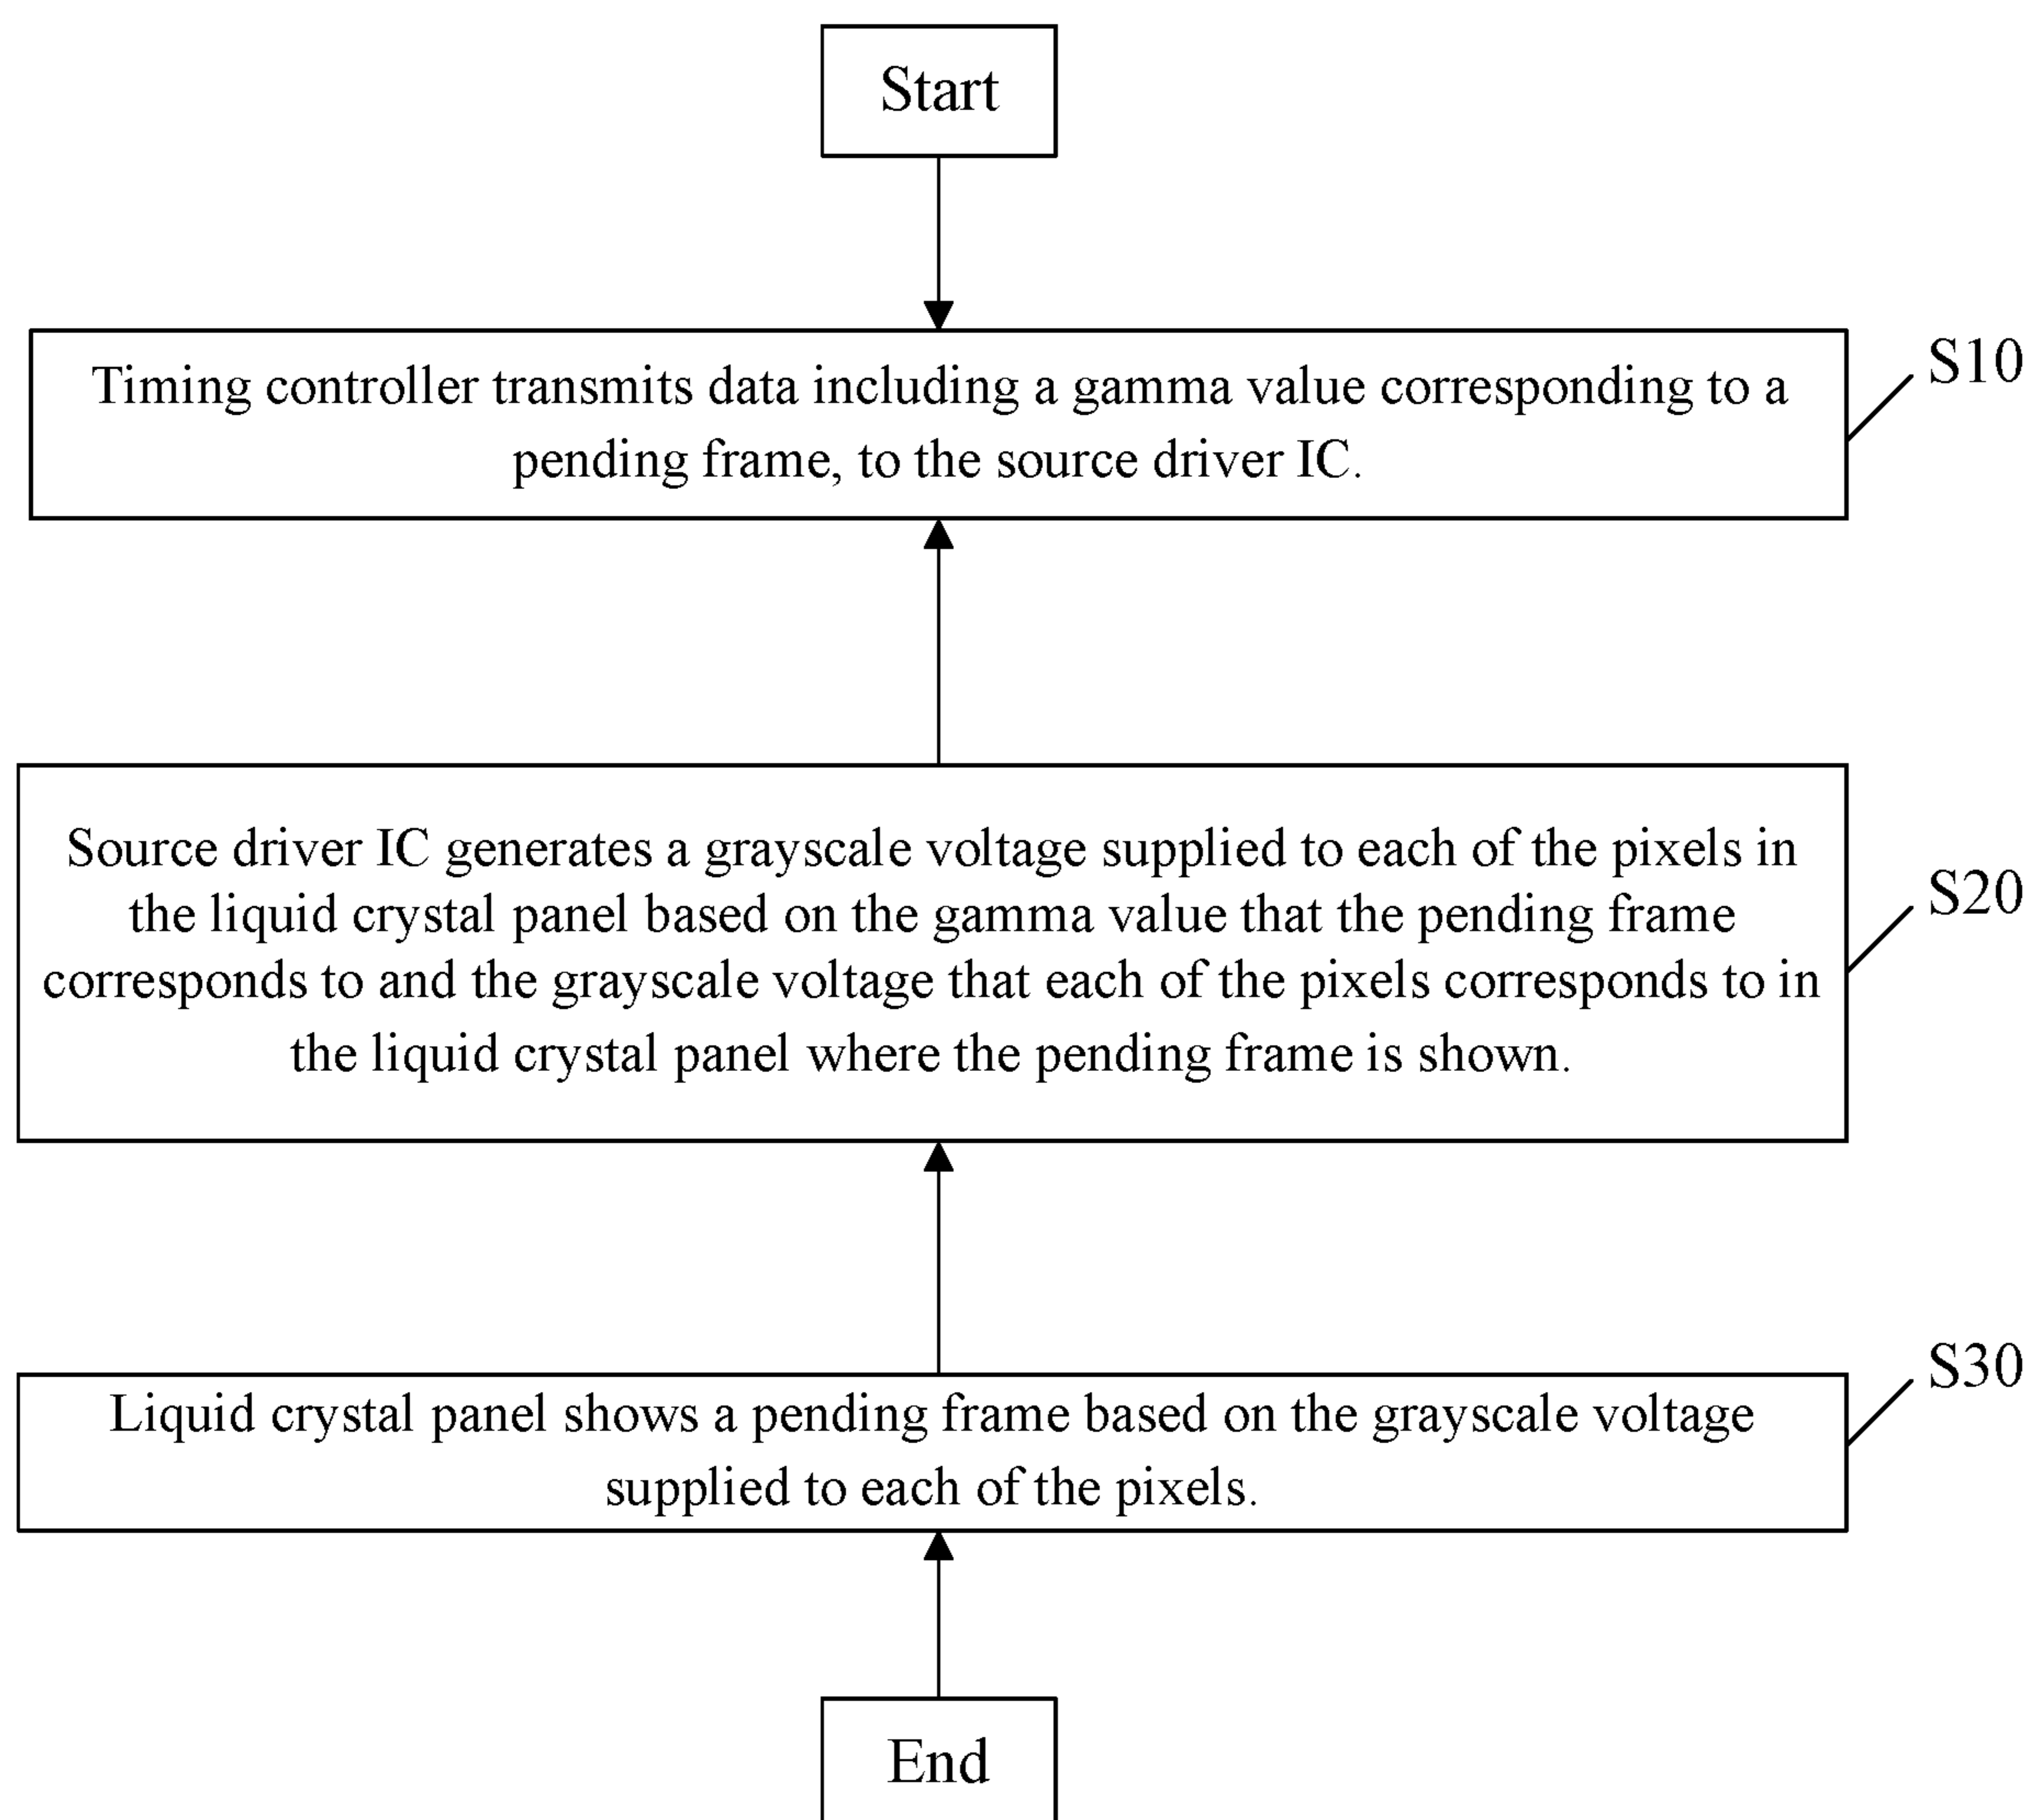 Start
Timing controller transmits data including a gamma value corresponding to a
pending frame, to the source driver IC.
S10
Source driver IC generates a grayscale voltage supplied to each of the pixels in
the liquid crystal panel based on the gamma value that the pending frame
corresponds to and the grayscale voltage that each of the pixels corresponds to in
the liquid crystal panel where the pending frame is shown.
S20
Liquid crystal panel shows a pending frame based on the grayscale voltage
supplied to each of the pixels.
S30
End